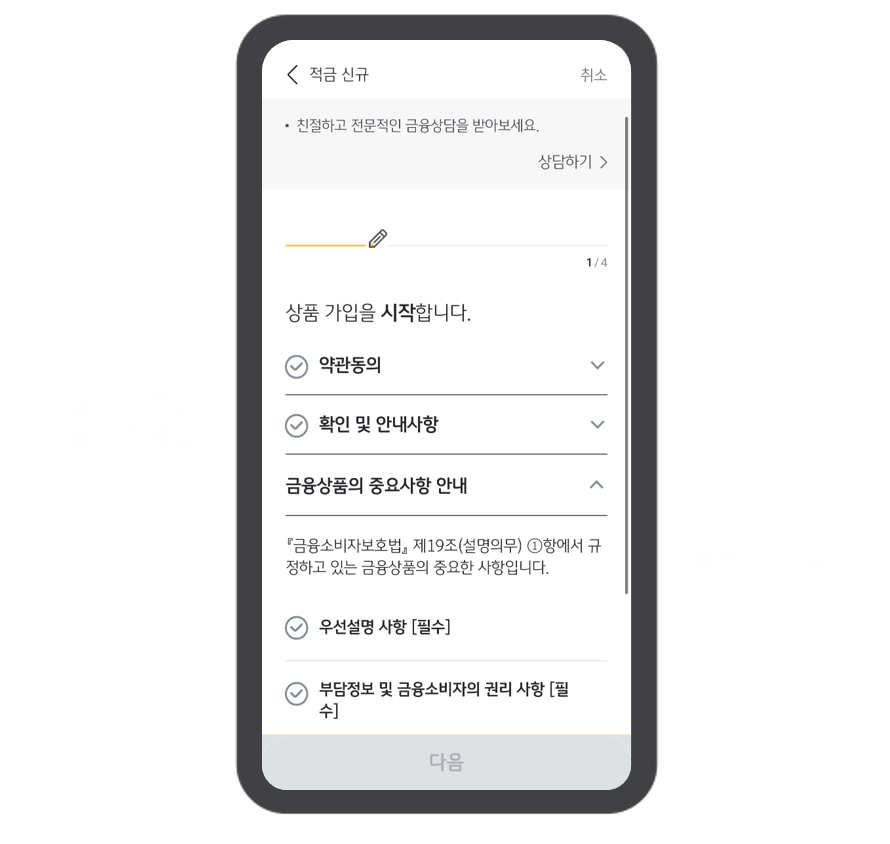 적금 신규
취소
• 친절하고 전문적인 금융상담을 받아보세요.
상담하기
1/4
상품 가입을 시작합니다.
약관동의
확인 및 안내사항
금융상품의 중요사항 안내
『금융소비자보호법』 제19조(설명의무) ①항에서 규
정하고 있는 금융상품의 중요한 사항입니다.
우선설명 사항 [필수]
부담정보 및 금융소비자의 권리 사항 [필
수]
다음